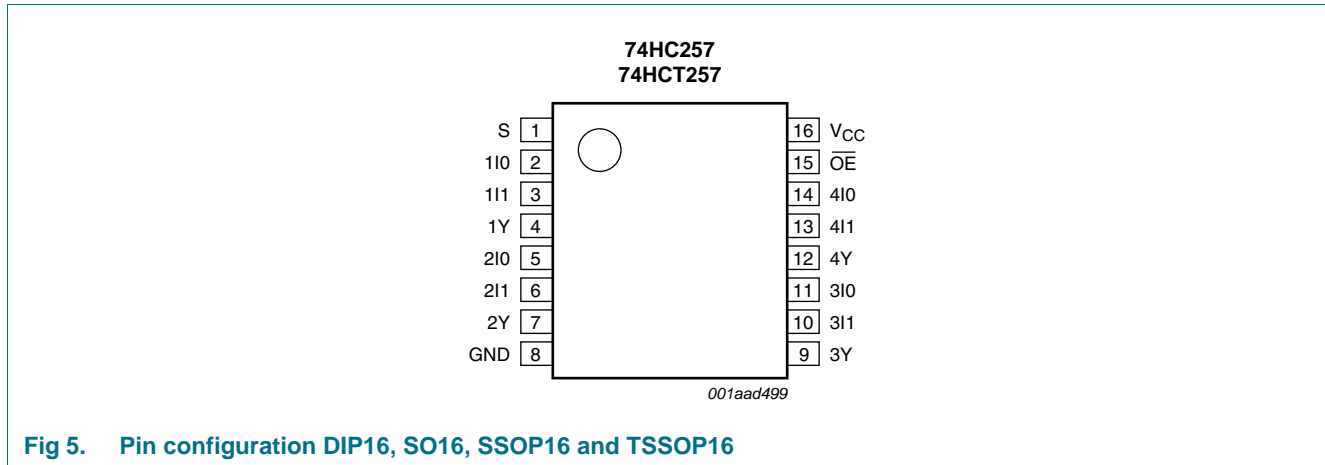 74HC257
74HCT257
S 1
1I0 2
1I1 3
1Y 4
2I0 5
2I1 6
2Y 7
GND 8
16 VCC
15 O̅E̅
14 4I0
13 4I1
12 4Y
11 3I0
10 3I1
9 3Y
001aad499
Fig 5. Pin configuration DIP16, SO16, SSOP16 and TSSOP16